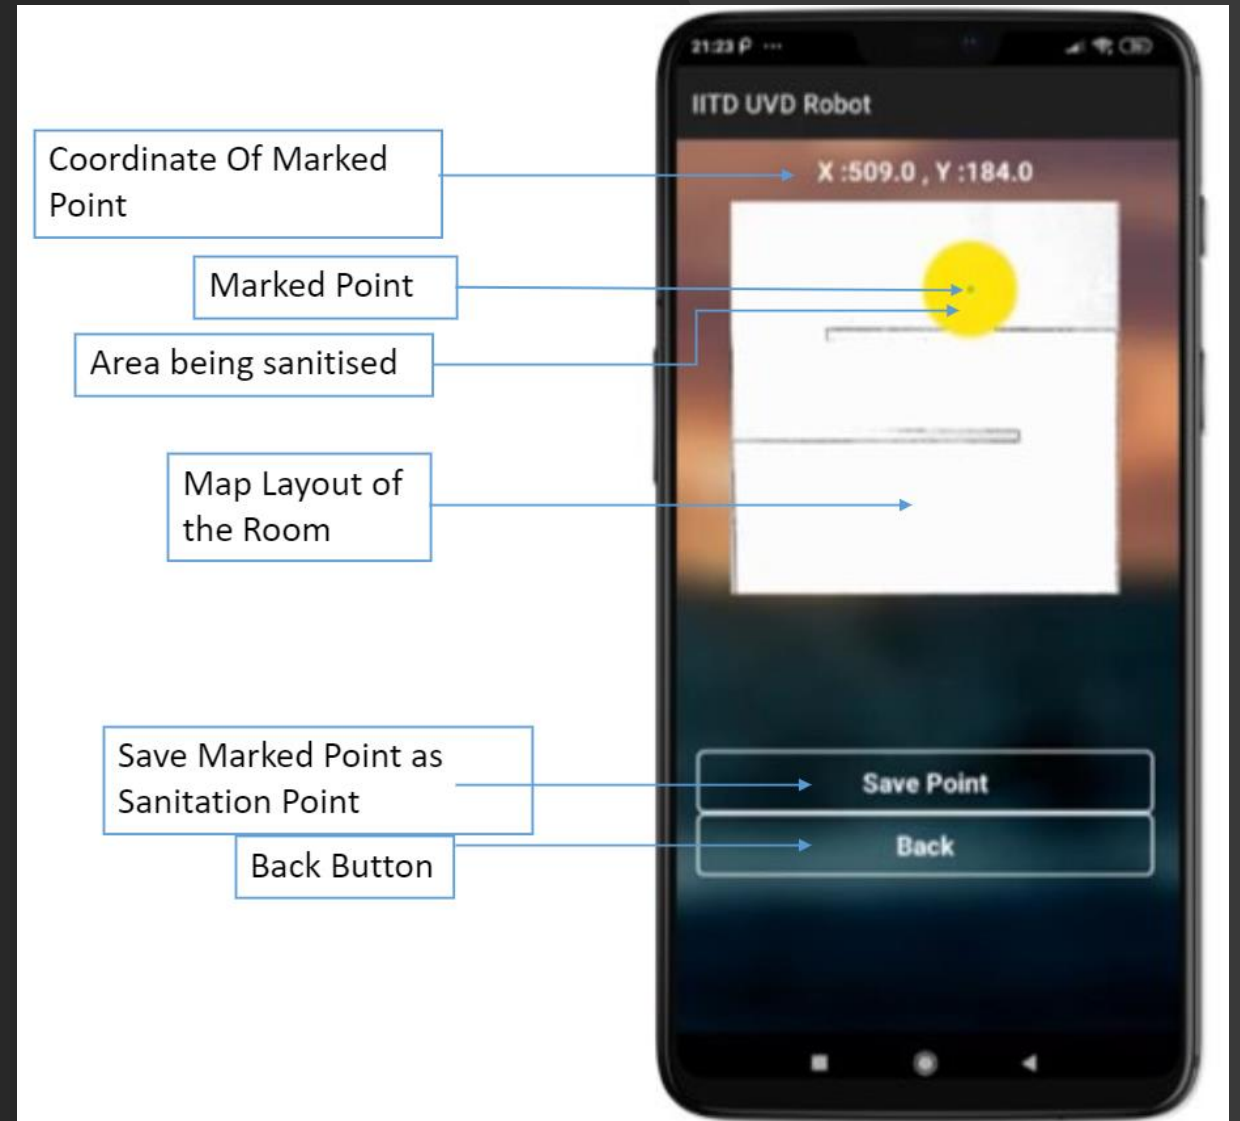 21:23
IITD UVD Robot
Coordinate Of Marked
Point
X :509.0 , Y :184.0
Marked Point
Area being sanitised
Map Layout of
the Room
Save Marked Point as
Sanitation Point
Save Point
Back Button
Back